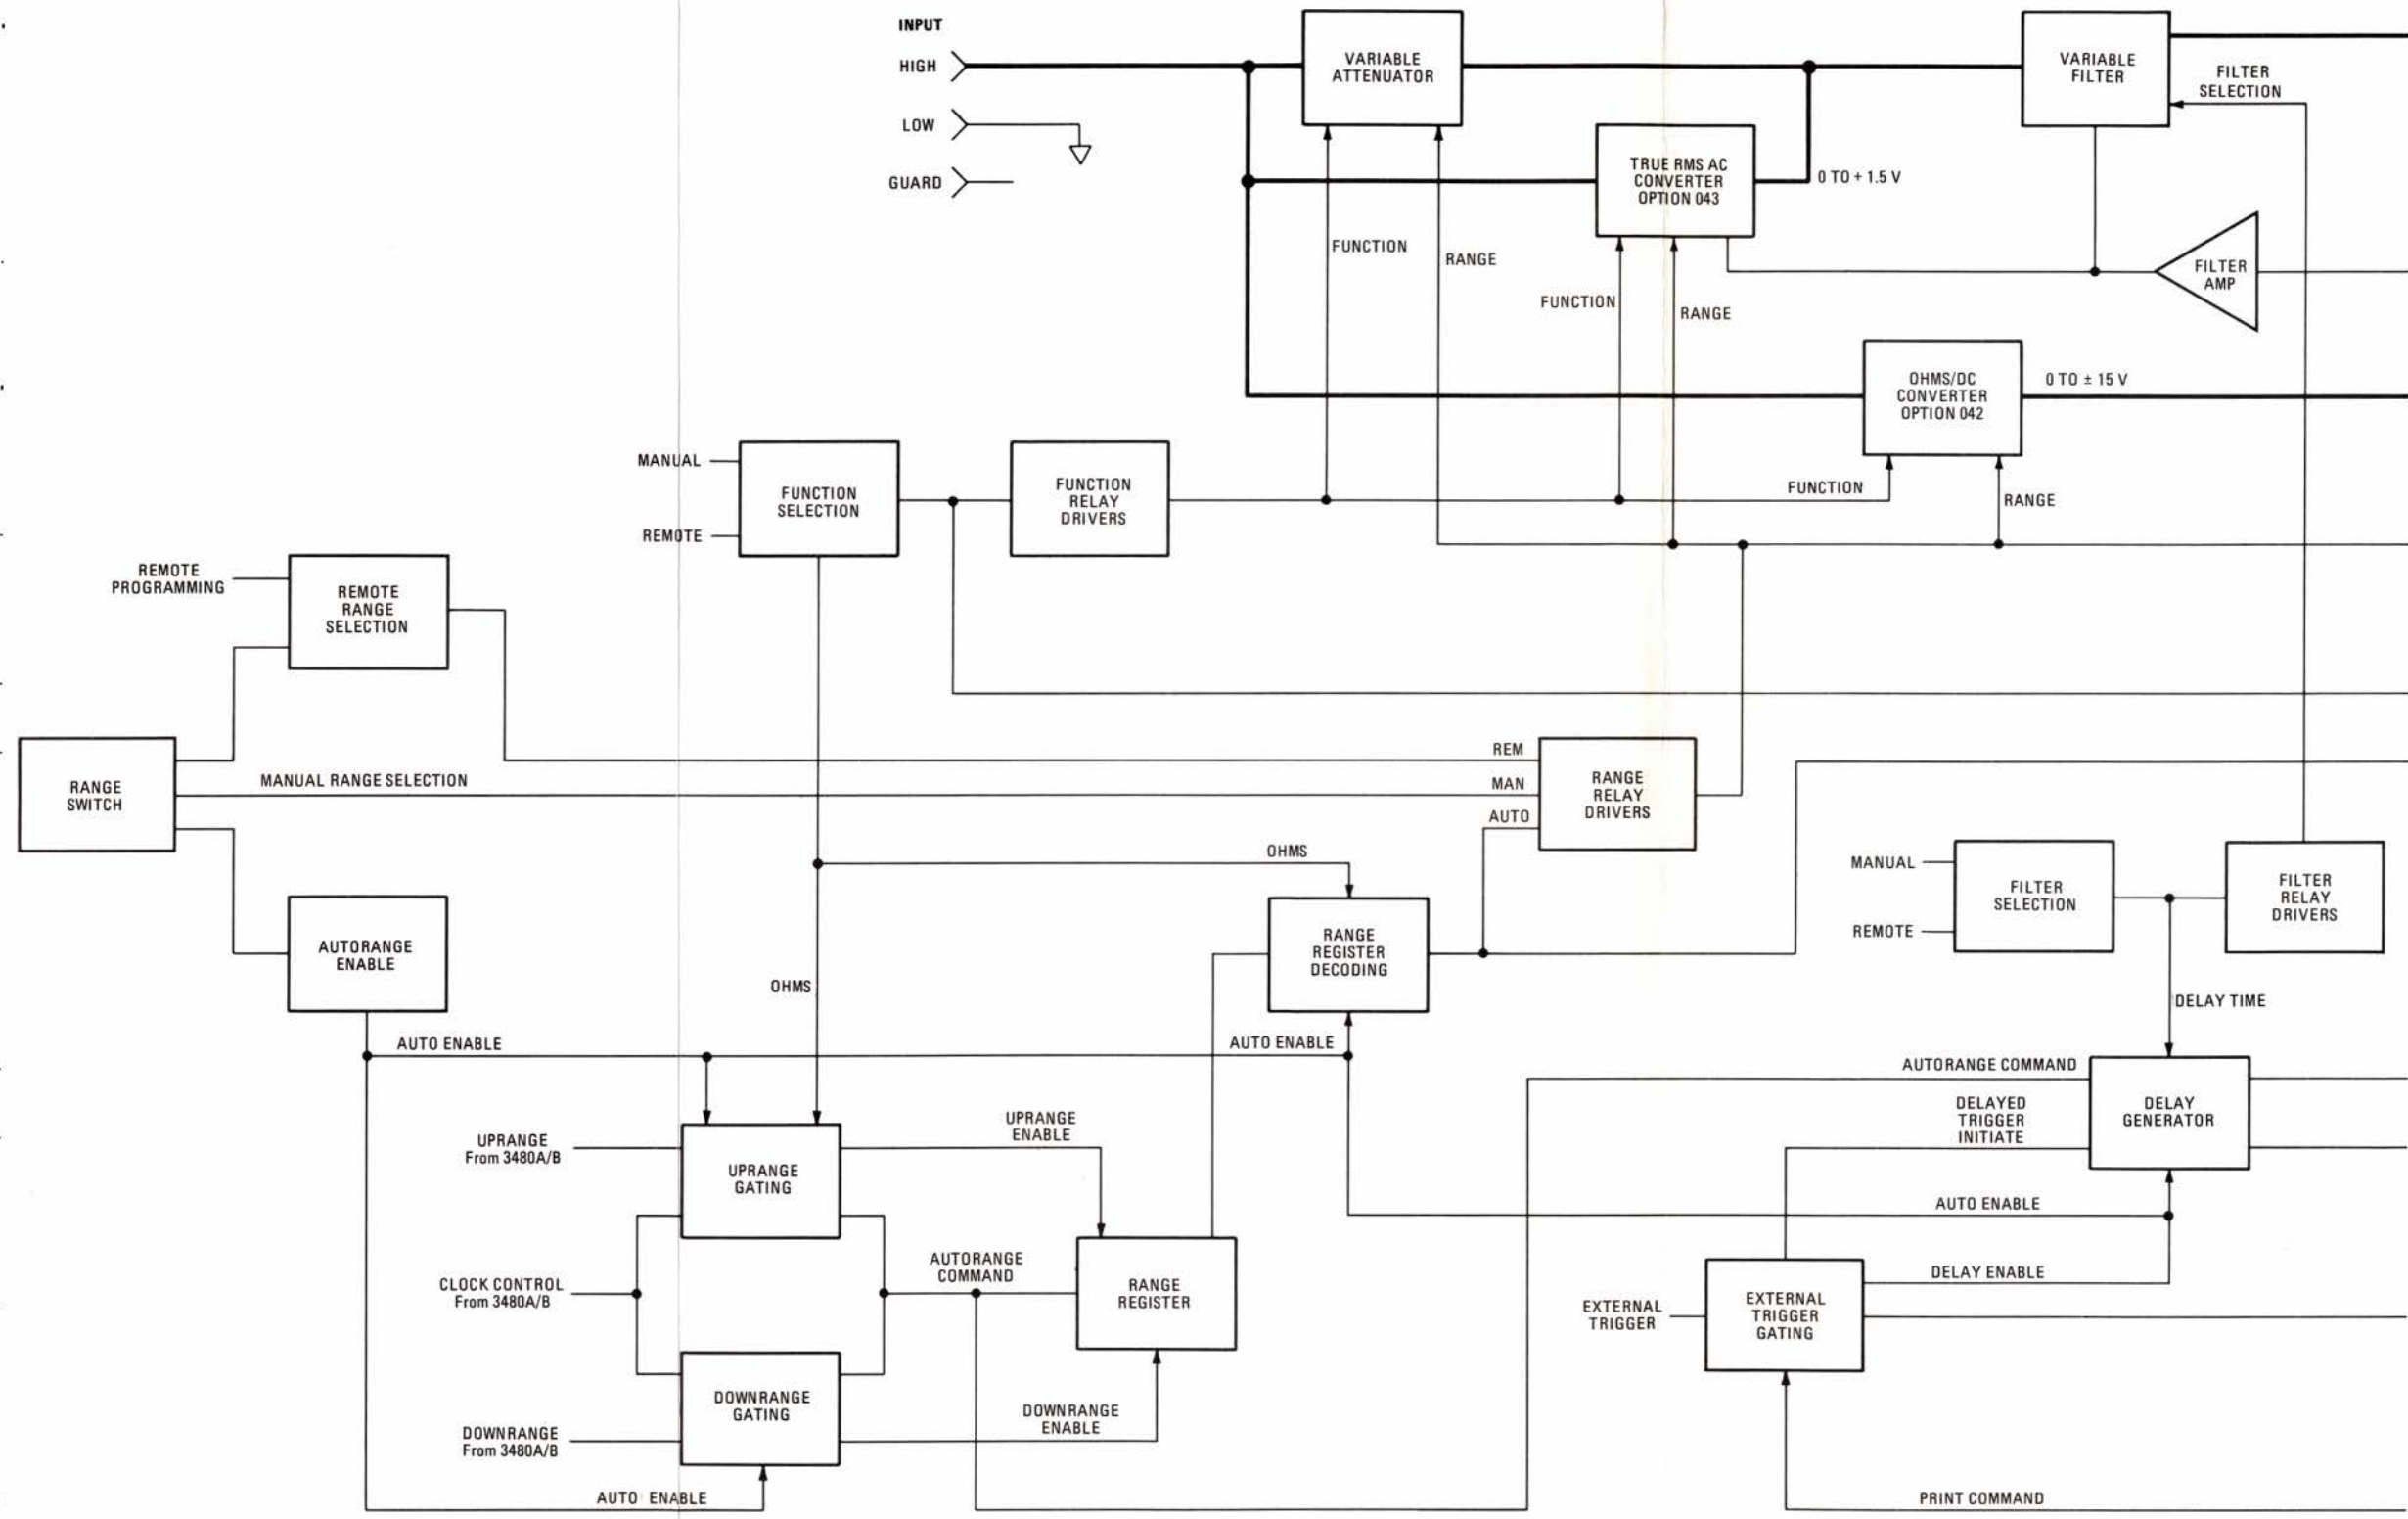 INPUT
HIGH
LOW
GUARD
VARIABLE
ATTENUATOR
VARIABLE
FILTER
FILTER
SELECTION
TRUE RMS AC
CONVERTER
OPTION 043
0 TO + 1.5 V
FUNCTION
RANGE
FUNCTION
RANGE
FILTER
AMP
OHMS/DC
CONVERTER
OPTION 042
0 TO ± 15 V
MANUAL
REMOTE
FUNCTION
SELECTION
FUNCTION
RELAY
DRIVERS
FUNCTION
RANGE
REMOTE
PROGRAMMING
REMOTE
RANGE
SELECTION
RANGE
SWITCH
MANUAL RANGE SELECTION
REM
MAN
AUTO
RANGE
RELAY
DRIVERS
OHMS
MANUAL
REMOTE
FILTER
SELECTION
FILTER
RELAY
DRIVERS
AUTORANGE
ENABLE
RANGE
REGISTER
DECODING
OHMS
DELAY TIME
AUTO ENABLE
AUTO ENABLE
AUTORANGE COMMAND
DELAYED
TRIGGER
INITIATE
DELAY
GENERATOR
UPRANGE
From 3480A/B
UPRANGE
GATING
UPRANGE
ENABLE
AUTO ENABLE
CLOCK CONTROL
From 3480A/B
AUTORANGE
COMMAND
RANGE
REGISTER
DELAY ENABLE
EXTERNAL
TRIGGER
EXTERNAL
TRIGGER
GATING
DOWNRANGE
GATING
DOWNRANGE
From 3480A/B
DOWNRANGE
ENABLE
AUTO ENABLE
PRINT COMMAND